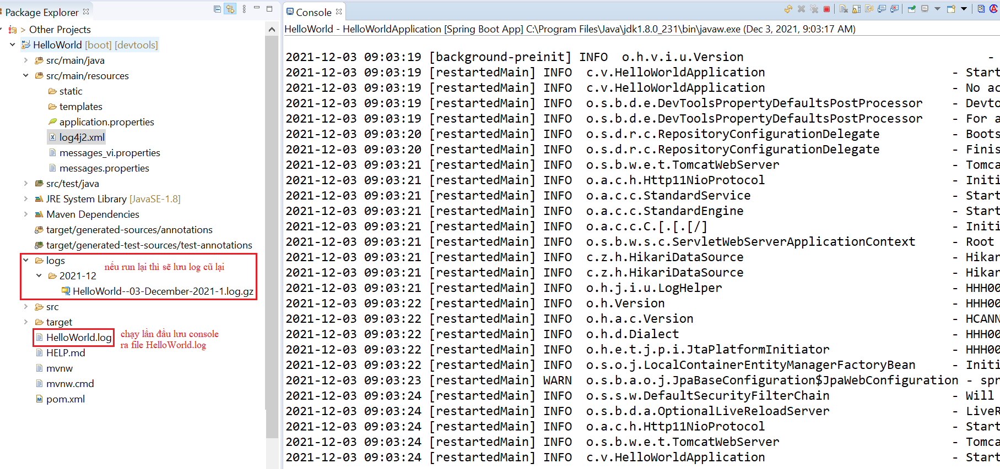 Package Explorer
> Other Projects
HelloWorld [boot] [devtools]
src/main/java
src/main/resources
static
templates
application.properties
log4j2.xml
messages_vi.properties
messages.properties
src/test/java
JRE System Library [JavaSE-1.8]
Maven Dependencies
target/generated-sources/annotations
target/generated-test-sources/test-annotations
logs
nếu run lại thì sẽ lưu log cũ lại
2021-12
HelloWorld--03-December-2021-1.log.gz
src
target
HelloWorld.log
chạy lần đầu lưu console
ra file HelloWorld.log
HELP.md
mvnw
mvnw.cmd
pom.xml
Console
HelloWorld - HelloWorldApplication [Spring Boot App] C:\Program Files\Java\jdk1.8.0_231\bin\javaw.exe (Dec 3, 2021, 9:03:17 AM)
2021-12-03 09:03:19 [background-preinit] INFO  o.h.v.i.u.Version -
2021-12-03 09:03:19 [restartedMain] INFO  c.v.HelloWorldApplication - Start
2021-12-03 09:03:19 [restartedMain] INFO  c.v.HelloWorldApplication - No ac
2021-12-03 09:03:19 [restartedMain] INFO  o.s.b.d.e.DevToolsPropertyDefaultsPostProcessor - Devto
2021-12-03 09:03:19 [restartedMain] INFO  o.s.b.d.e.DevToolsPropertyDefaultsPostProcessor - For a
2021-12-03 09:03:20 [restartedMain] INFO  o.s.d.r.c.RepositoryConfigurationDelegate - Boots
2021-12-03 09:03:20 [restartedMain] INFO  o.s.d.r.c.RepositoryConfigurationDelegate - Finis
2021-12-03 09:03:21 [restartedMain] INFO  o.s.b.w.e.t.TomcatWebServer - Tomca
2021-12-03 09:03:21 [restartedMain] INFO  o.a.c.h.Http11NioProtocol - Initi
2021-12-03 09:03:21 [restartedMain] INFO  o.a.c.c.StandardService - Start
2021-12-03 09:03:21 [restartedMain] INFO  o.a.c.c.StandardEngine - Start
2021-12-03 09:03:21 [restartedMain] INFO  o.a.c.c.C.[.[.[/] - Initi
2021-12-03 09:03:21 [restartedMain] INFO  o.s.b.w.s.c.ServletWebServerApplicationContext - Root
2021-12-03 09:03:21 [restartedMain] INFO  c.z.h.HikariDataSource - Hikar
2021-12-03 09:03:21 [restartedMain] INFO  c.z.h.HikariDataSource - Hikar
2021-12-03 09:03:21 [restartedMain] INFO  o.h.j.i.u.LogHelper - HHH00
2021-12-03 09:03:22 [restartedMain] INFO  o.h.Version - HHH00
2021-12-03 09:03:22 [restartedMain] INFO  o.h.a.c.Version - HCANN
2021-12-03 09:03:22 [restartedMain] INFO  o.h.d.Dialect - HHH00
2021-12-03 09:03:22 [restartedMain] INFO  o.h.e.t.j.p.i.JtaPlatformInitiator - HHH00
2021-12-03 09:03:22 [restartedMain] INFO  o.s.o.j.LocalContainerEntityManagerFactoryBean - Initi
2021-12-03 09:03:23 [restartedMain] WARN  o.s.b.a.o.j.JpaBaseConfiguration$JpaWebConfiguration - spr
2021-12-03 09:03:24 [restartedMain] INFO  o.s.s.w.DefaultSecurityFilterChain - Will
2021-12-03 09:03:24 [restartedMain] INFO  o.s.b.d.a.OptionalLiveReloadServer - LiveR
2021-12-03 09:03:24 [restartedMain] INFO  o.a.c.h.Http11NioProtocol - Start
2021-12-03 09:03:24 [restartedMain] INFO  o.s.b.w.e.t.TomcatWebServer - Tomca
2021-12-03 09:03:24 [restartedMain] INFO  c.v.HelloWorldApplication - Start